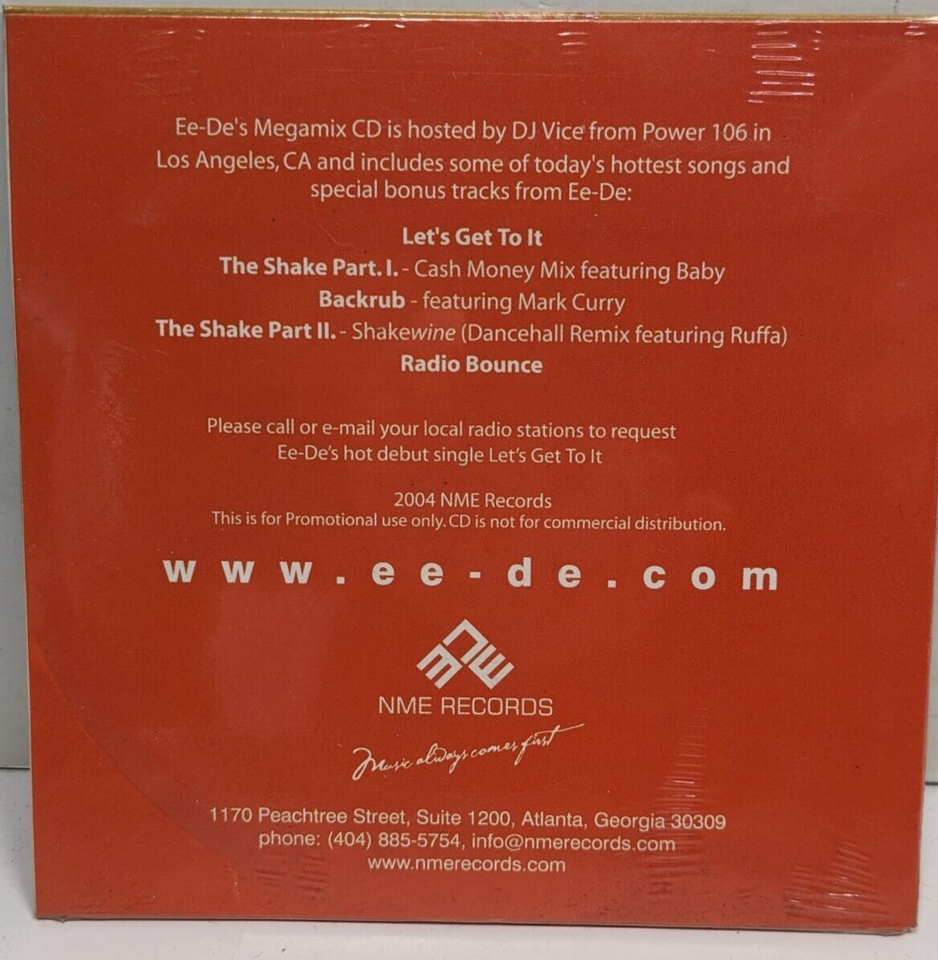 Ee-De's Megamix CD is hosted by DJ Vice from Power 106 in
Los Angeles, CA and includes some of today's hottest songs and
special bonus tracks from Ee-De:
Let's Get To It
The Shake Part. I. - Cash Money Mix featuring Baby
Backrub - featuring Mark Curry
The Shake Part II. - Shakewine (Dancehall Remix featuring Ruffa)
Radio Bounce
Please call or e-mail your local radio stations to request
Ee-De's hot debut single Let's Get To It
2004 NME Records
This is for Promotional use only. CD is not for commercial distribution.
www.ee-de.com
NME
NME RECORDS
Music always comes first
1170 Peachtree Street, Suite 1200, Atlanta, Georgia 30309
phone: (404) 885-5754, info@nmerecords.com
www.nmerecords.com